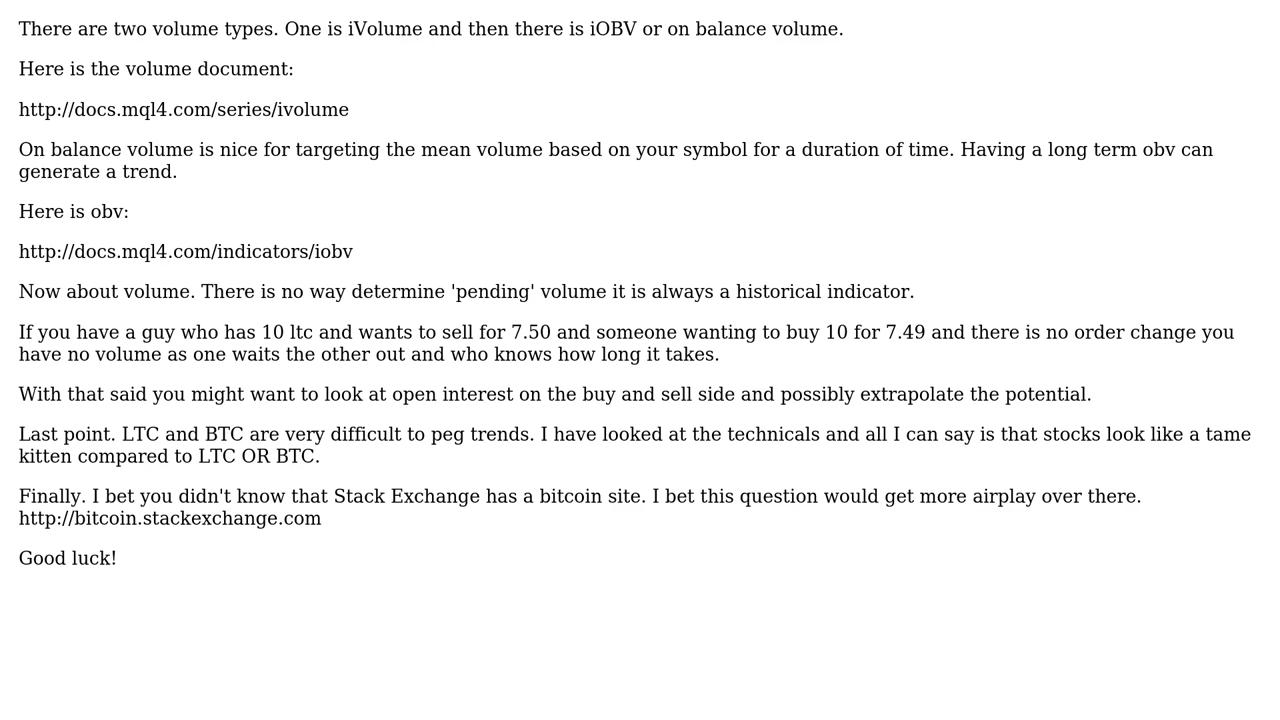 There are two volume types. One is iVolume and then there is iOBV or on balance volume.
Here is the volume document:
http://docs.mql4.com/series/ivolume
On balance volume is nice for targeting the mean volume based on your symbol for a duration of time. Having a long term obv can
generate a trend.
Here is obv:
http://docs.mql4.com/indicators/iobv
Now about volume. There is no way determine 'pending' volume it is always a historical indicator.
If you have a guy who has 10 ltc and wants to sell for 7.50 and someone wanting to buy 10 for 7.49 and there is no order change you
have no volume as one waits the other out and who knows how long it takes.
With that said you might want to look at open interest on the buy and sell side and possibly extrapolate the potential.
Last point. LTC and BTC are very difficult to peg trends. I have looked at the technicals and all I can say is that stocks look like a tame
kitten compared to LTC OR BTC.
Finally. I bet you didn't know that Stack Exchange has a bitcoin site. I bet this question would get more airplay over there.
http://bitcoin.stackexchange.com
Good luck!